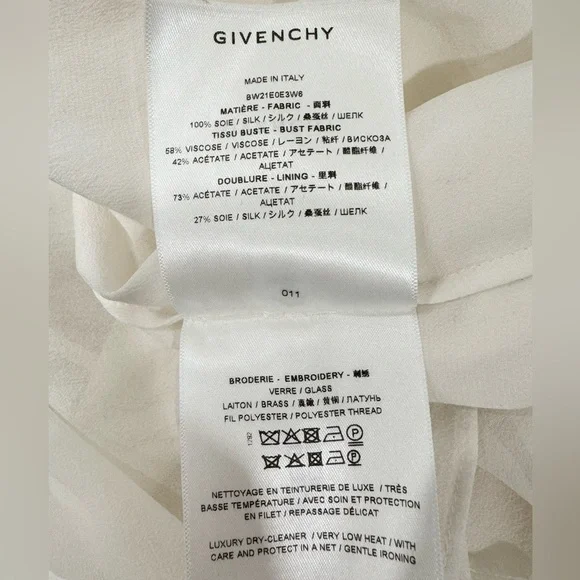 GIVENCHY
MADE IN ITALY
BW21E0E3W6
MATIÈRE - FABRIC - 面料
100% SOIE / SILK / シルク / 桑蚕丝 / ШЕЛК
TISSU BUSTE - BUST FABRIC
58% VISCOSE / VISCOSE / レーヨン / 粘纤 / ВИСКОЗА
42% ACÉTATE / ACETATE / アセテート / 醋酯纤维 /
АЦЕТАТ
DOUBLURE - LINING - 里料
73% ACÉTATE / ACETATE / アセテート / 醋酯纤维 /
АЦЕТАТ
27% SOIE / SILK / シルク / 桑蚕丝 / ШЕЛК
011
BRODERIE - EMBROIDERY - 刺绣
VERRE / GLASS
LAITON / BRASS / 真鍮 / 黄铜 / ЛАТУНЬ
FIL POLYESTER / POLYESTER THREAD
P
P
NETTOYAGE EN TEINTURERIE DE LUXE / TRÈS
BASSE TEMPÉRATURE / AVEC SOIN ET PROTECTION
EN FILET / REPASSAGE DÉLICAT
LUXURY DRY-CLEANER / VERY LOW HEAT / WITH
CARE AND PROTECT IN A NET / GENTLE IRONING